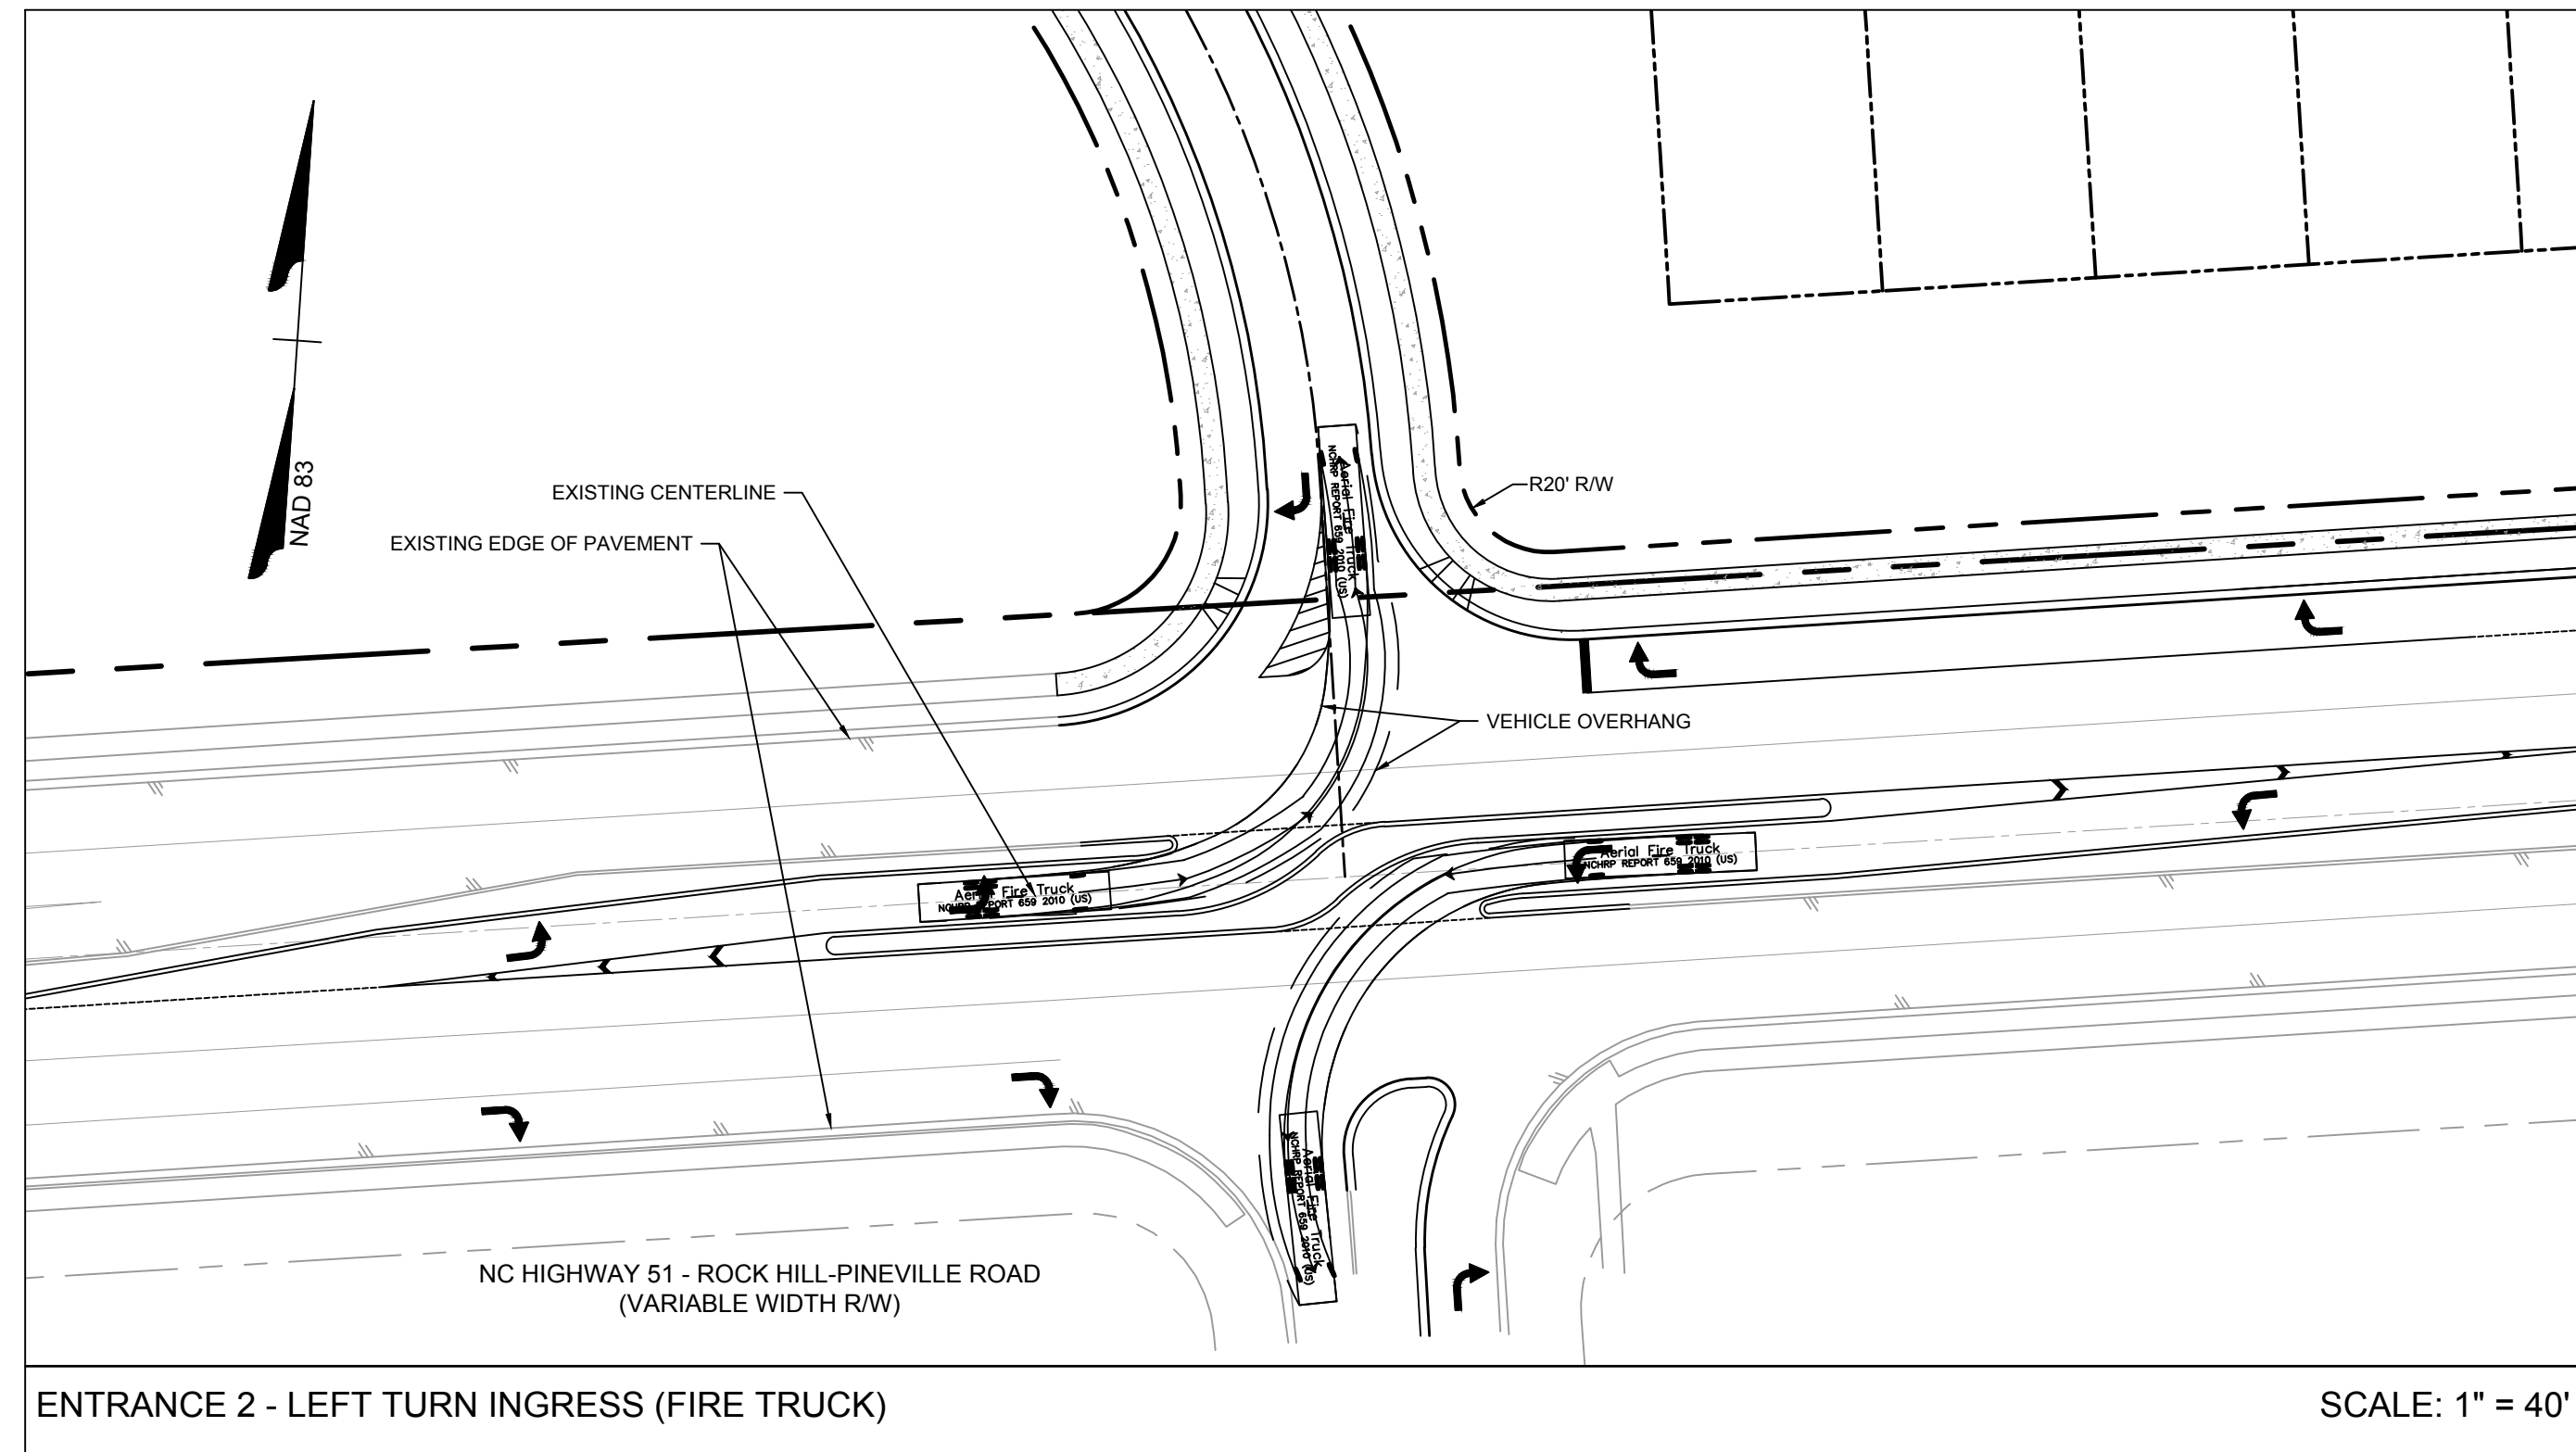 NAD 83
EXISTING CENTERLINE
EXISTING EDGE OF PAVEMENT
R20' R/W
Aerial Fire Truck
NCHRP REPORT 659 2010 (US)
VEHICLE OVERHANG
Aerial Fire Truck
NCHRP REPORT 659 2010 (US)
Aerial Fire Truck
NCHRP REPORT 659 2010 (US)
Aerial Fire Truck
NCHRP REPORT 659 2010 (US)
NC HIGHWAY 51 - ROCK HILL-PINEVILLE ROAD
(VARIABLE WIDTH R/W)
ENTRANCE 2 - LEFT TURN INGRESS (FIRE TRUCK)
SCALE: 1" = 40'